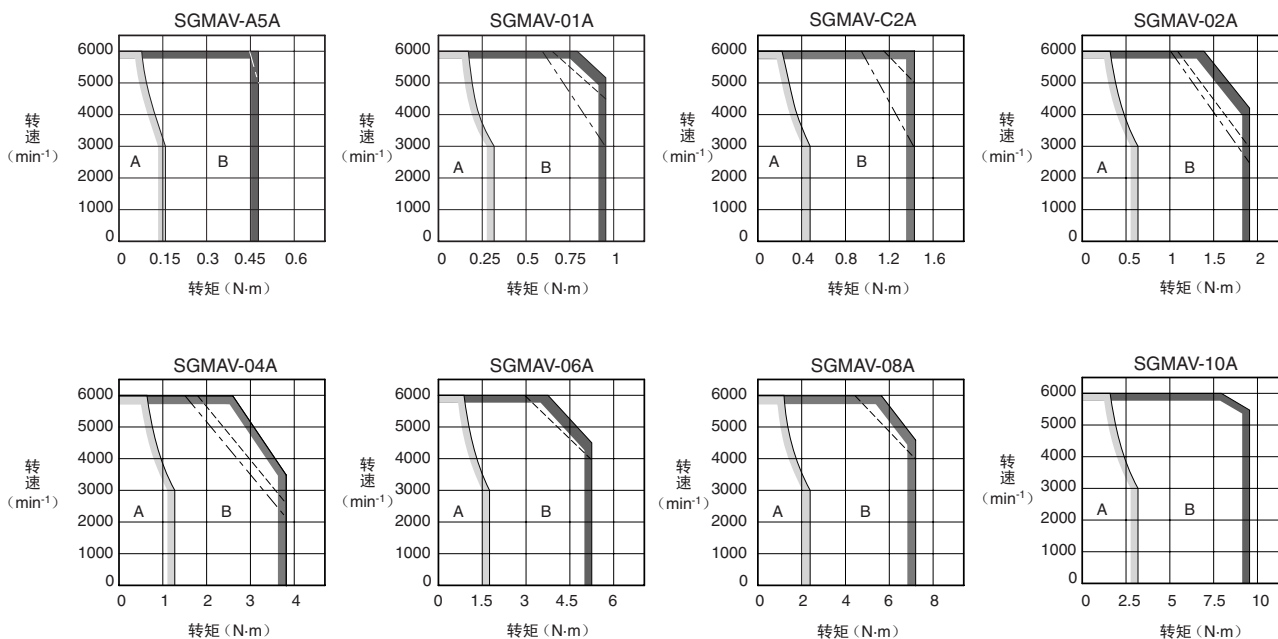 SGMAV-A5A
6000
5000
4000
3000
2000
1000
0
转速
（min-1）
A
B
0 0.15 0.3 0.45 0.6
转矩（N·m）
SGMAV-01A
6000
5000
4000
3000
2000
1000
0
转速
（min-1）
A
B
0 0.25 0.5 0.75 1
转矩（N·m）
SGMAV-C2A
6000
5000
4000
3000
2000
1000
0
转速
（min-1）
A
B
0 0.4 0.8 1.2 1.6
转矩（N·m）
SGMAV-02A
6000
5000
4000
3000
2000
1000
0
转速
（min-1）
A
B
0 0.5 1 1.5 2
转矩（N·m）
SGMAV-04A
6000
5000
4000
3000
2000
1000
0
转速
（min-1）
A
B
0 1 2 3 4
转矩（N·m）
SGMAV-06A
6000
5000
4000
3000
2000
1000
0
转速
（min-1）
A
B
0 1.5 3 4.5 6
转矩（N·m）
SGMAV-08A
6000
5000
4000
3000
2000
1000
0
转速
（min-1）
A
B
0 2 4 6 8
转矩（N·m）
SGMAV-10A
6000
5000
4000
3000
2000
1000
0
转速
（min-1）
A
B
0 2.5 5 7.5 10
转矩（N·m）